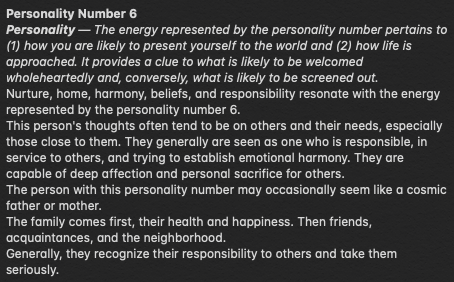 Personality Number 6
Personality — The energy represented by the personality number pertains to
(1) how you are likely to present yourself to the world and (2) how life is
approached. It provides a clue to what is likely to be welcomed
wholeheartedly and, conversely, what is likely to be screened out.
Nurture, home, harmony, beliefs, and responsibility resonate with the energy
represented by the personality number 6.
This person's thoughts often tend to be on others and their needs, especially
those close to them. They generally are seen as one who is responsible, in
service to others, and trying to establish emotional harmony. They are
capable of deep affection and personal sacrifice for others.
The person with this personality number may occasionally seem like a cosmic
father or mother.
The family comes first, their health and happiness. Then friends,
acquaintances, and the neighborhood.
Generally, they recognize their responsibility to others and take them
seriously.